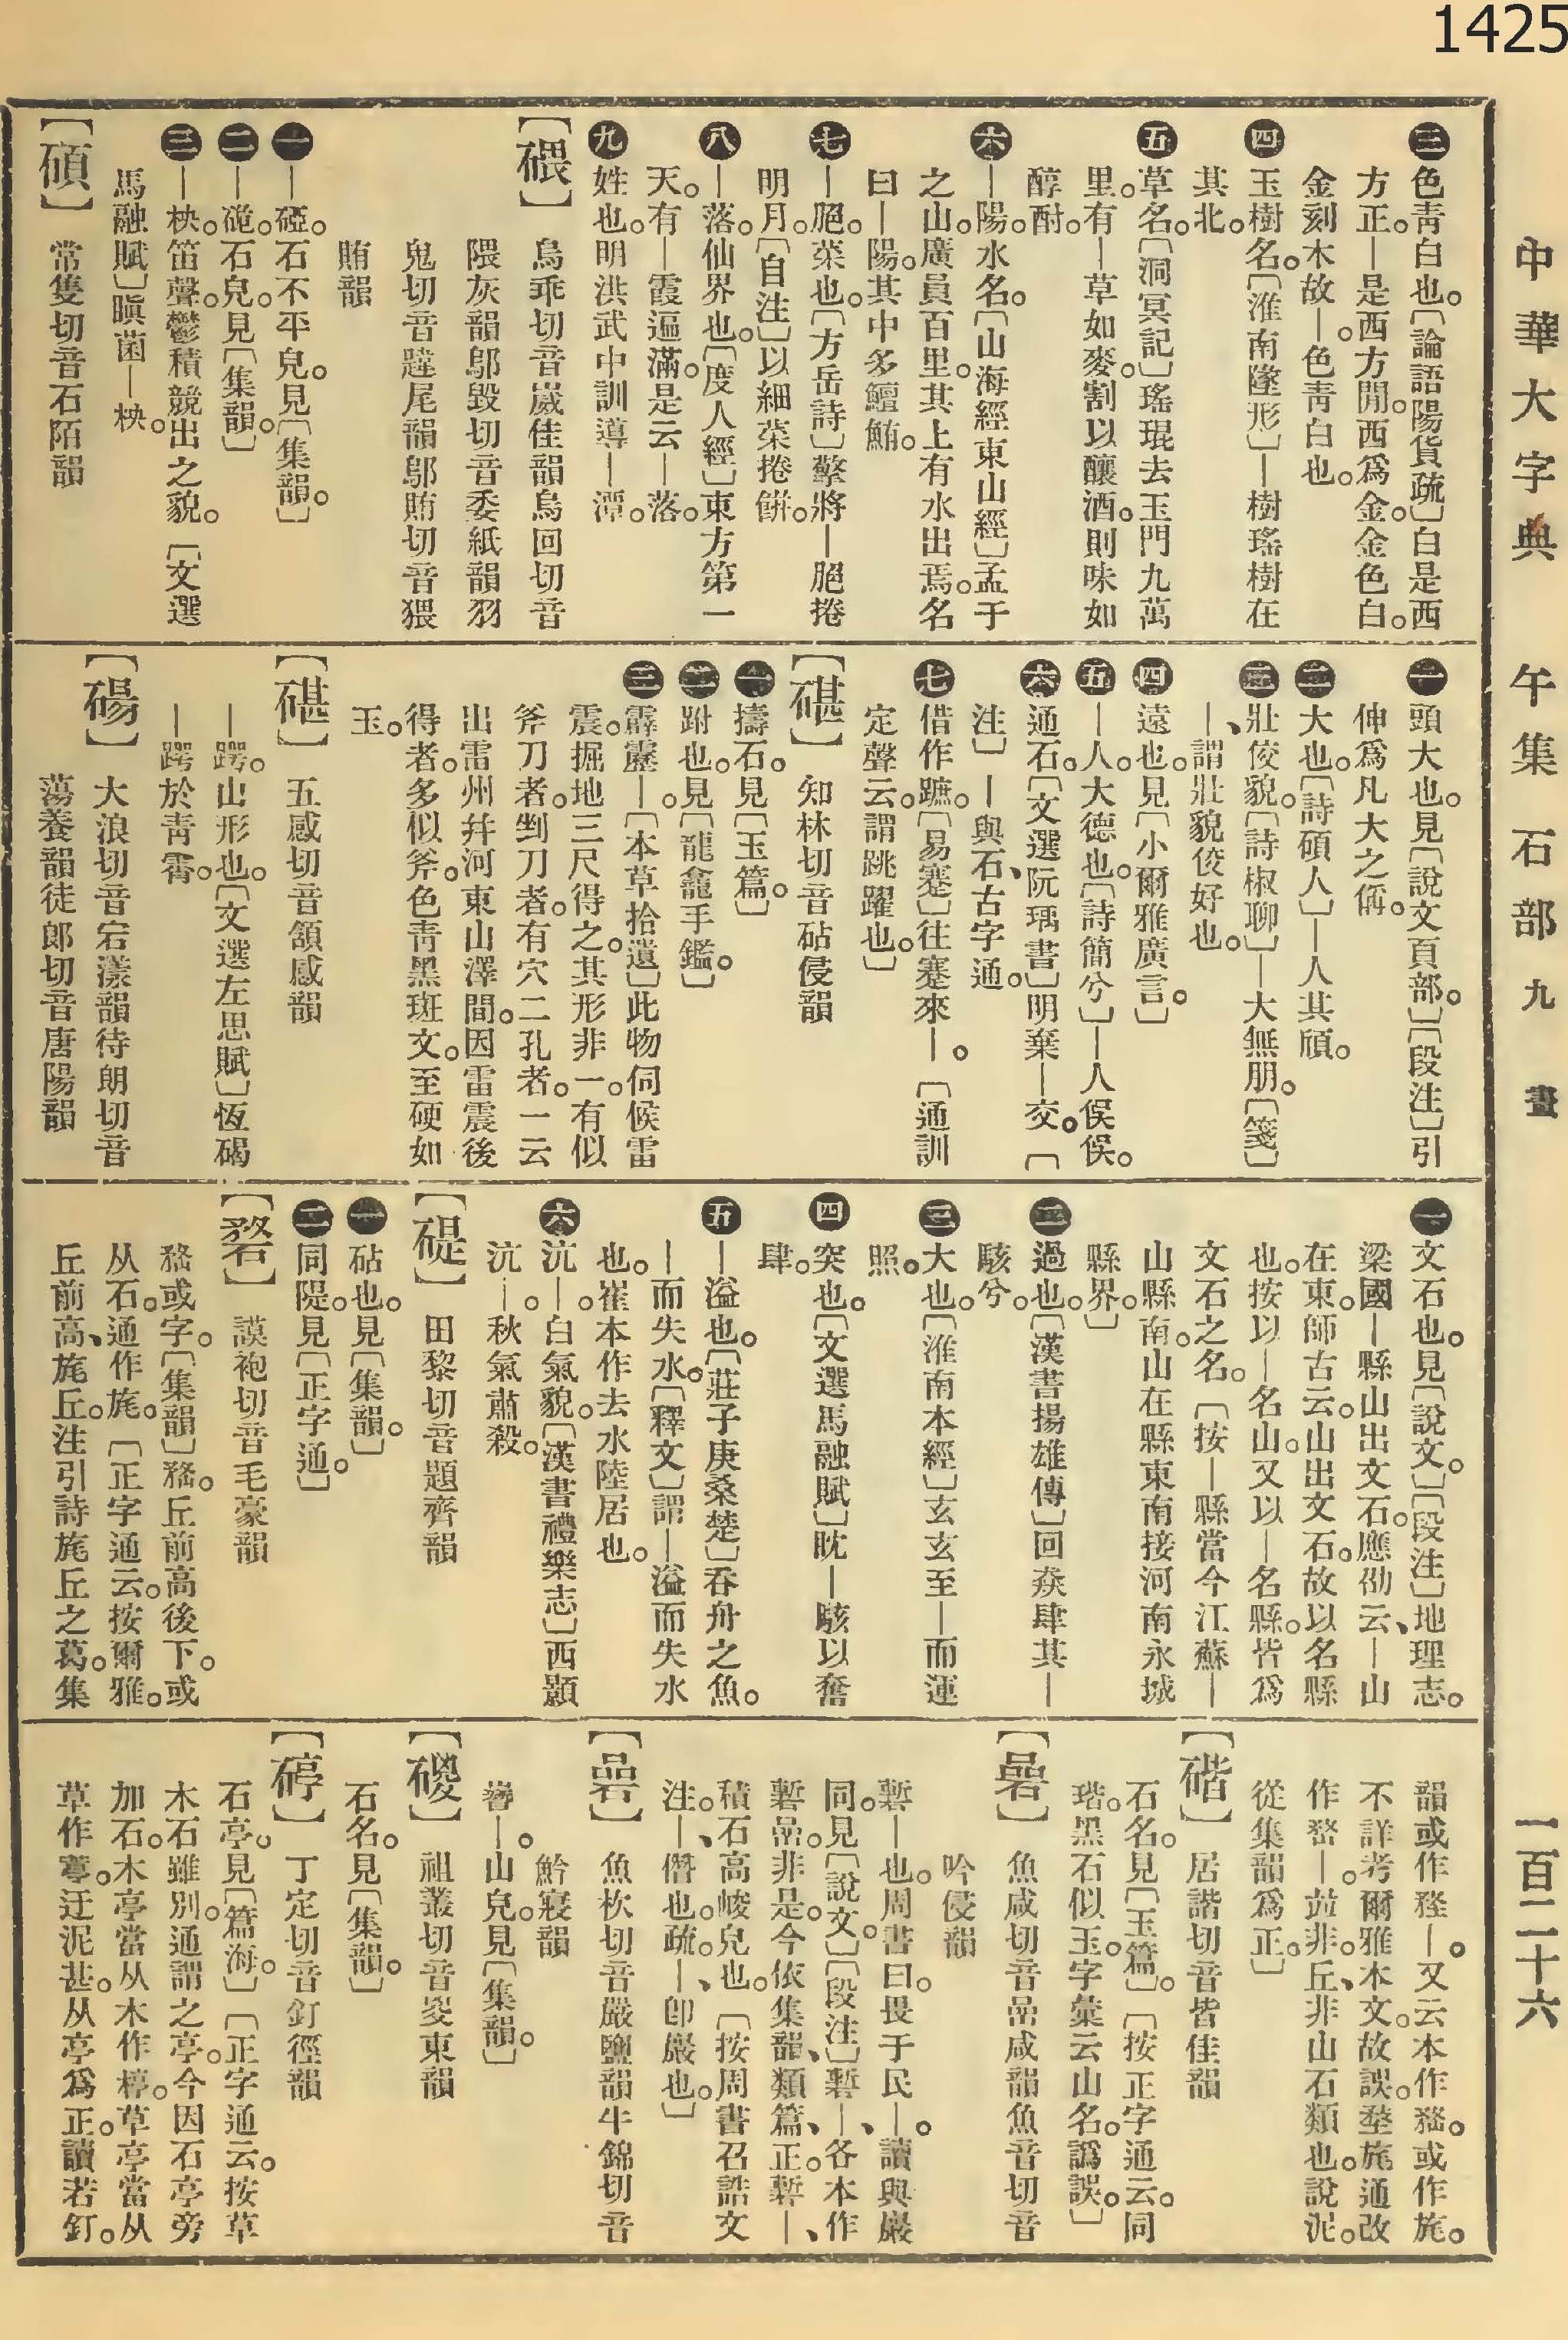 1425
中華大字典　午集　石部　九畫　一百二十六
㊂色靑白也。〔論語陽貨疏〕白是西
方正｜是西方閒。西爲金。金色白。
金刻木故｜色靑白也。
㊃玉樹名。〔淮南墬形〕｜樹瑤樹在
其北。
㊄草名。〔洞冥記〕瑤琨去玉門九萬
里。有｜草如麥。割以釀酒。則味如
醇酎。
㊅｜陽水名。〔山海經東山經〕孟于
之山。廣員百里。其上有水出焉。名
曰｜陽。其中多鱣鮪。
㊆｜䏰。菜也。〔方岳詩〕擎將｜䏰捲
明月。〔自注〕以細菜捲餠。
㊇｜落。仙界也。〔度人經〕東方第一
天。有｜霞遍滿。是云｜落。
㊈姓也。明洪武中訓導｜潭。
【碨】烏乖切音崴佳韻烏回切音
隈灰韻鄔毀切音委紙韻羽
鬼切音韙尾韻鄔賄切音猥
賄韻
㊀｜磑。石不平皃。見〔集韻。〕
㊁｜硊。石皃。見〔集韻。〕
㊂｜柍。笛聲。鬱積競出之貌。〔文選
馬融賦〕瞋菌｜柍。
【碩】常隻切音石陌韻
㊀頭大也。見〔說文頁部。〕〔段注〕引
伸爲凡大之偁。
㊁大也。〔詩碩人〕｜人其頎。
㊂壯佼貌。〔詩椒聊〕｜大無朋。〔箋〕
｜、謂壯貌佼好也。
㊃遠也。見〔小爾雅廣言。〕
㊄｜人。大德也。〔詩簡兮〕｜人俁俁。
㊅通石。〔文選阮瑀書〕明棄｜交。〔
注〕｜與石、古字通。
㊆借作蹠。〔易蹇〕往蹇來｜。〔通訓
定聲云。謂跳躍也。〕
【碪】知林切音砧侵韻
㊀擣石。見〔玉篇。〕
㊁跗也。見〔龍龕手鑑。〕
㊂霹靂｜〔本草拾遺〕此物伺候雷
震。掘地三尺得之。其形非一。有似
斧刀者。剉刀者。有穴二孔者。一云
出雷州幷河東山澤間。因雷震後
得者。多似斧。色靑黑班文。至硬如
玉。
【碪】五感切音頷感韻
｜䃶。山形也。〔文選左思賦〕恆碣
｜䃶於靑霄。
【碭】大浪切音宕漾韻待朗切音
蕩養韻徒郎切音唐陽韻
㊀文石也。見〔說文。〕〔段注〕地理志。
梁國｜縣山出文石。應劭云、｜山
在東。師古云。山出文石。故以名縣
也。按以｜名山。又以｜名縣。皆爲
文石之名。〔按｜縣當今江蘇｜
山縣南。山在縣東南接河南永城
縣界。〕
㊁過也。〔漢書揚雄傳〕回猋肆其｜
駭兮。
㊂大也。〔淮南本經〕玄玄至｜而運
照。
㊃突也。〔文選馬融賦〕眈｜駭以奮
肆。
㊄｜溢也。〔莊子庚桑楚〕吞舟之魚。
｜而失水。〔釋文〕謂｜溢而失水
也。崔本作去水陸居也。
㊅沆｜。白氣貌。〔漢書禮樂志〕西顥
沆｜。秋氣肅殺。
【碮】田黎切音題齊韻
㊀砧也。見〔集韻。〕
㊁同隄。見〔正字通。〕
【堥】謨袍切音毛豪韻
或字。〔集韻〕丘前高後下。或
从石。通作旄。〔正字通云。按爾雅。
丘前高、旄丘。注引詩旄丘之葛。集
韻或作｜。又云本作或作旄。
不詳考爾雅本文。故誤。堥旄通改
作｜。𠀤非。丘、非山石類也。說泥。
從集韻爲正。〕
【碏】居諧切音皆佳韻
石名。見〔玉篇。〕〔按正字通云。同
瑎。黑石似玉。字彙云山名。譌誤。〕
【碞】魚咸切音嵒咸韻魚音切音
吟侵韻
磛｜也。周書曰。畏于民｜。讀與巖
同。見〔說文。〕〔段注〕磛｜、各本作
磛嵒。非是。今依集韻、類篇、正。磛｜、
積石高峻皃也。〔按周書召誥文
注。｜、僭也。疏。｜、卽巖也。〕
【碞】魚杴切音嚴鹽韻牛錦切音
䰼寢韻
｜。山皃。見〔集韻。〕
【磢】祖叢切音㚇東韻
石名。見〔集韻。〕
【碠】丁定切音釘徑韻
石亭。見〔篇海。〕〔正字通云。按草
木石雖別。通謂之亭。今因石亭旁
加石。木亭當从木作楟。草亭當从
草作葶。迂泥甚。从亭爲正。讀若釘。